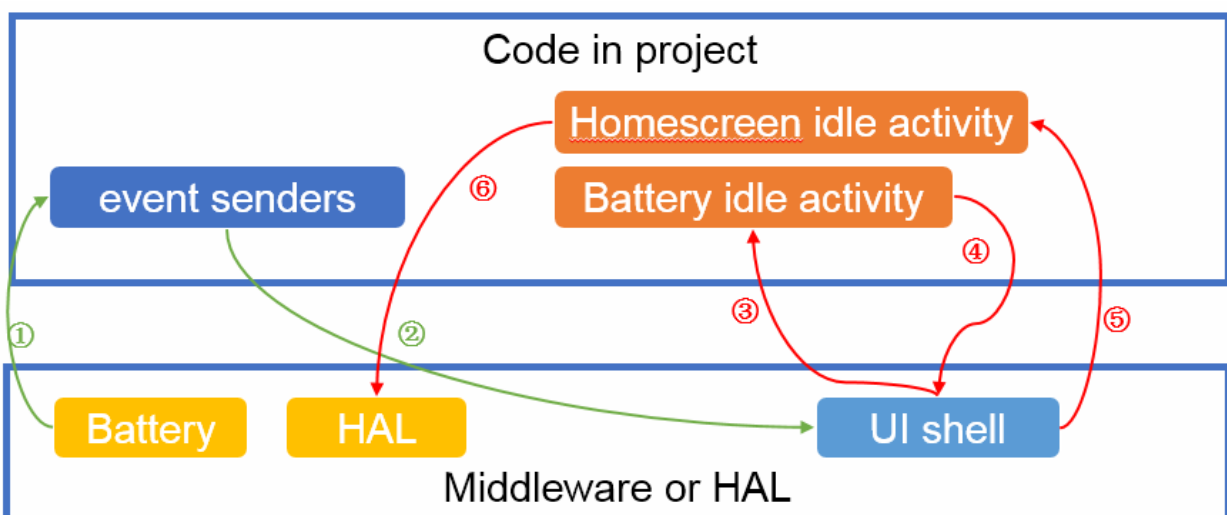 Code in project
Homescreen idle activity
event senders
⑥
Battery idle activity
④
③
①
②
⑤
Battery
HAL
UI shell
Middleware or HAL